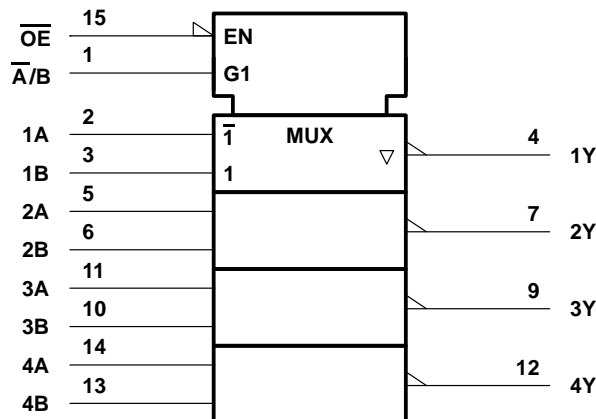 15
O̅E̅ EN
1
A̅/B G1
2
1A 1̅ MUX 4
3 ▽ 1Y
1B 1
5
2A 7
6 2Y
2B
11
3A 9
10 3Y
3B
14
4A 12
13 4Y
4B